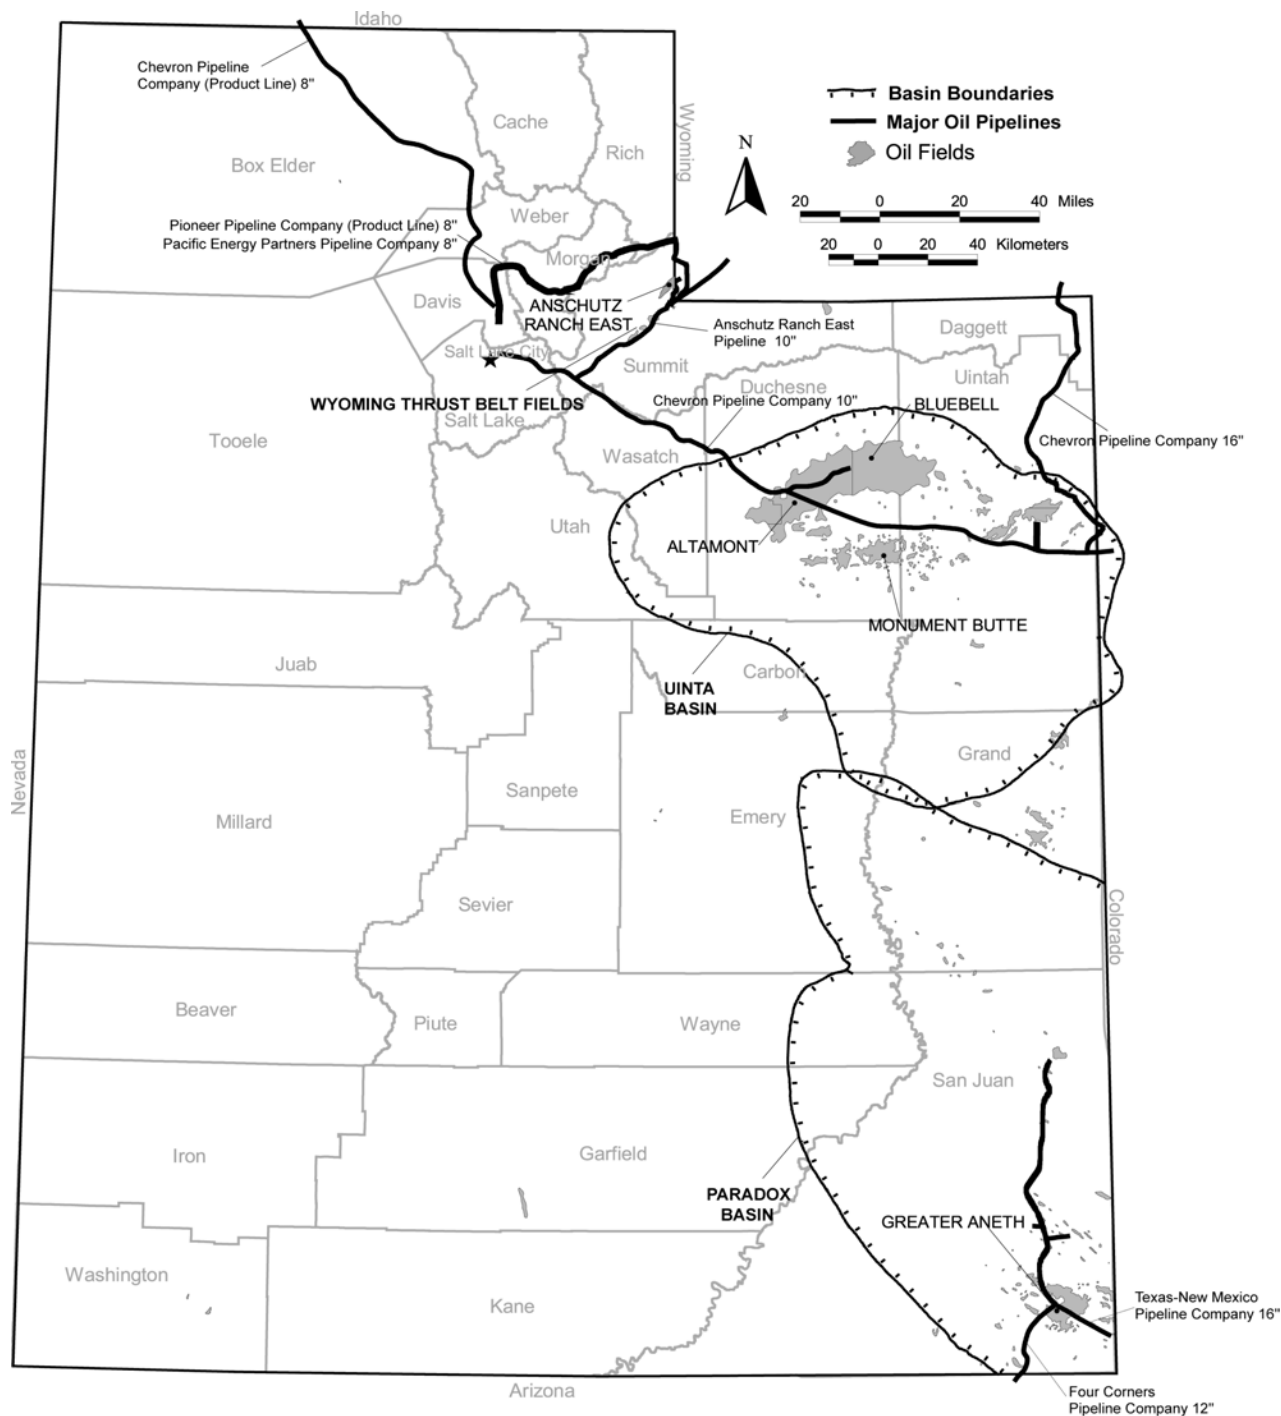 Idaho
Chevron Pipeline
Company (Product Line) 8"
Basin Boundaries
Major Oil Pipelines
Oil Fields
Wyoming
N
20 0 20 40 Miles
20 0 20 40 Kilometers
Cache
Rich
Box Elder
Weber
Pioneer Pipeline Company (Product Line) 8"
Pacific Energy Partners Pipeline Company 8"
Morgan
Davis
ANSCHUTZ
RANCH EAST
Anschutz Ranch East
Pipeline 10"
Daggett
Salt Lake City
Summit
Duchesne
Uintah
WYOMING THRUST BELT FIELDS
Chevron Pipeline Company 10"
BLUEBELL
Salt Lake
Tooele
Chevron Pipeline Company 16"
Wasatch
Utah
ALTAMONT
MONUMENT BUTTE
Juab
Carbon
UINTA
BASIN
Nevada
Grand
Sanpete
Millard
Emery
Sevier
Colorado
Beaver
Piute
Wayne
San Juan
Iron
Garfield
PARADOX
BASIN
GREATER ANETH
Washington
Kane
Texas-New Mexico
Pipeline Company 16"
Arizona
Four Corners
Pipeline Company 12"